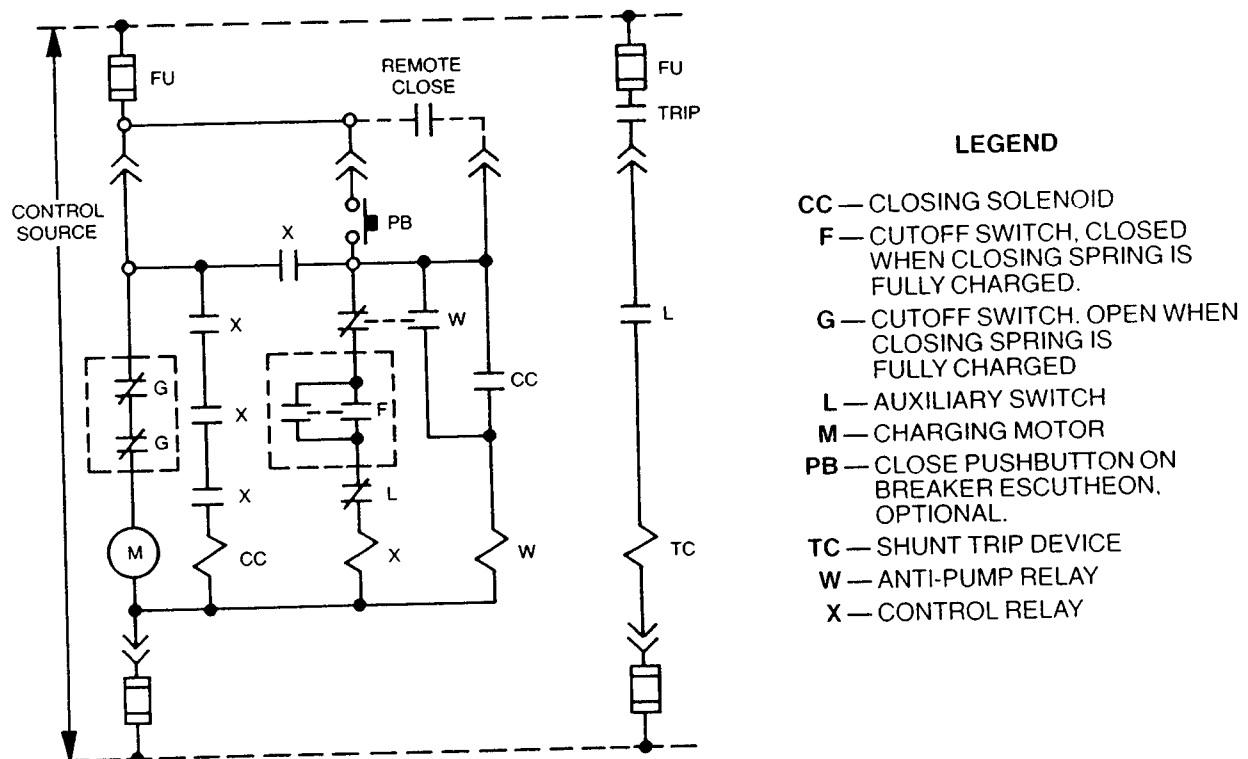 FU
REMOTE
CLOSE
FU
TRIP
CONTROL
SOURCE
X
PB
X
W
L
G
X
F
CC
G
X
L
M
CC
X
W
TC
LEGEND
CC — CLOSING SOLENOID
F — CUTOFF SWITCH, CLOSED
WHEN CLOSING SPRING IS
FULLY CHARGED.
G — CUTOFF SWITCH. OPEN WHEN
CLOSING SPRING IS
FULLY CHARGED
L — AUXILIARY SWITCH
M — CHARGING MOTOR
PB — CLOSE PUSHBUTTON ON
BREAKER ESCUTHEON,
OPTIONAL.
TC — SHUNT TRIP DEVICE
W — ANTI-PUMP RELAY
X — CONTROL RELAY